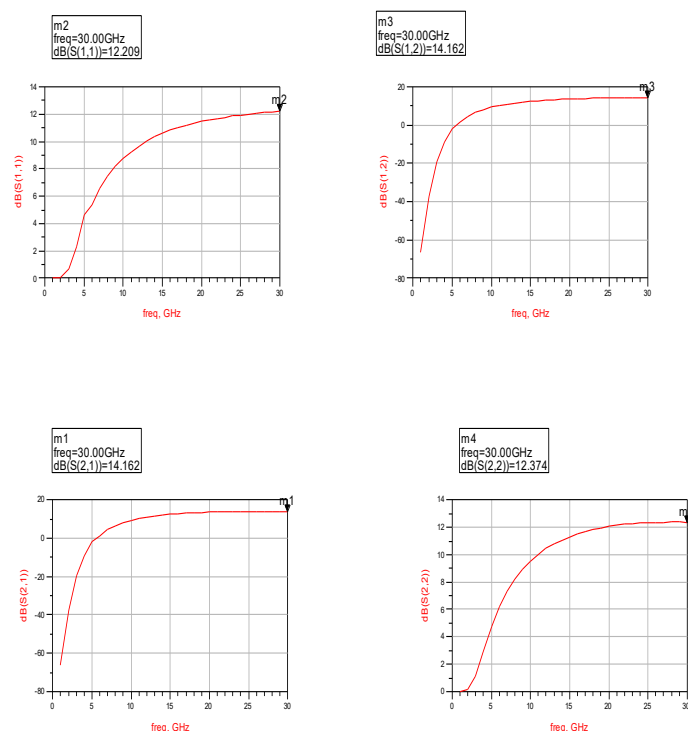 m2
freq=30.00GHz
dB(S(1,1))=12.209
m3
freq=30.00GHz
dB(S(1,2))=14.162
14
12
10
8
6
4
2
0
dB(S(1,1))
m2
0 5 10 15 20 25 30
freq, GHz
20
0
-20
-40
-60
-80
dB(S(1,2))
m3
0 5 10 15 20 25 30
freq, GHz
m1
freq=30.00GHz
dB(S(2,1))=14.162
m4
freq=30.00GHz
dB(S(2,2))=12.374
20
0
-20
-40
-60
-80
dB(S(2,1))
m1
0 5 10 15 20 25 30
freq, GHz
14
12
10
8
6
4
2
0
dB(S(2,2))
m
0 5 10 15 20 25 30
freq, GHz